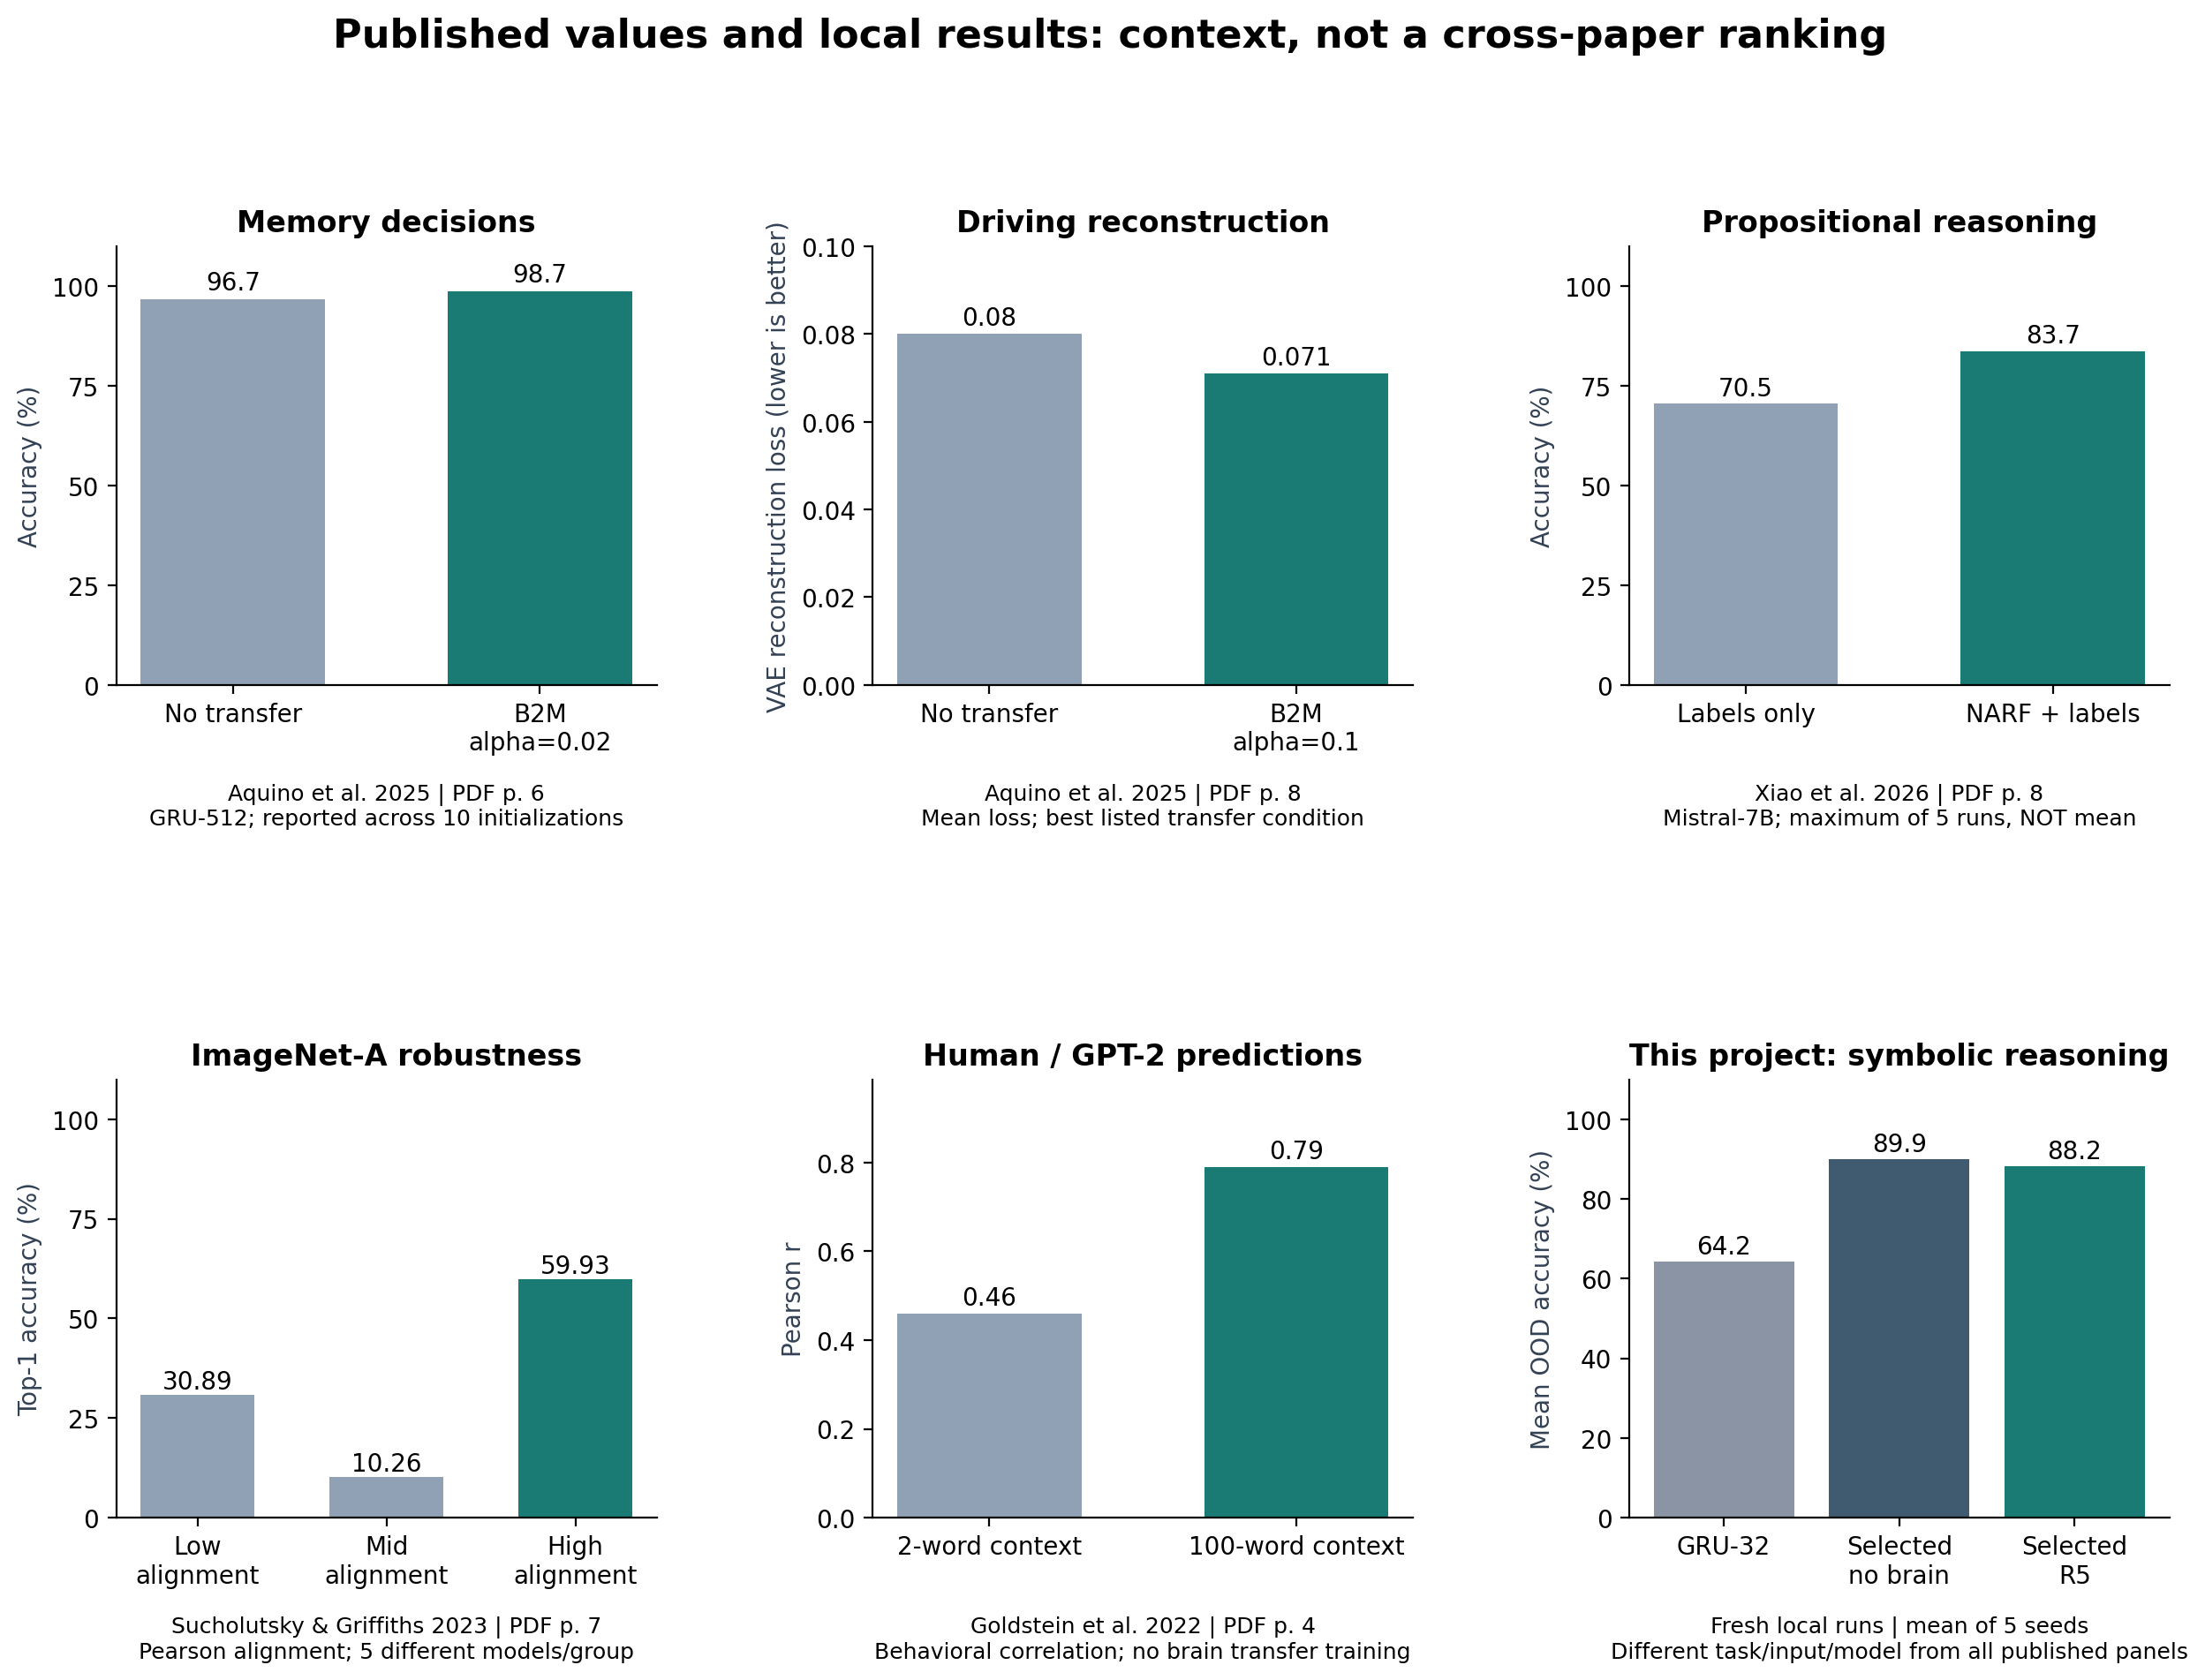 Published values and local results: context, not a cross-paper ranking
Memory decisions
Accuracy (%)
100
75
50
25
0
96.7
98.7
No transfer
B2M
alpha=0.02
Aquino et al. 2025 | PDF p. 6
GRU-512; reported across 10 initializations
Driving reconstruction
VAE reconstruction loss (lower is better)
0.10
0.08
0.06
0.04
0.02
0.00
0.08
0.071
No transfer
B2M
alpha=0.1
Aquino et al. 2025 | PDF p. 8
Mean loss; best listed transfer condition
Propositional reasoning
Accuracy (%)
100
75
50
25
0
70.5
83.7
Labels only
NARF + labels
Xiao et al. 2026 | PDF p. 8
Mistral-7B; maximum of 5 runs, NOT mean
ImageNet-A robustness
Top-1 accuracy (%)
100
75
50
25
0
30.89
10.26
59.93
Low
alignment
Mid
alignment
High
alignment
Sucholutsky & Griffiths 2023 | PDF p. 7
Pearson alignment; 5 different models/group
Human / GPT-2 predictions
Pearson r
0.8
0.6
0.4
0.2
0.0
0.46
0.79
2-word context
100-word context
Goldstein et al. 2022 | PDF p. 4
Behavioral correlation; no brain transfer training
This project: symbolic reasoning
Mean OOD accuracy (%)
100
80
60
40
20
0
64.2
89.9
88.2
GRU-32
Selected
no brain
Selected
R5
Fresh local runs | mean of 5 seeds
Different task/input/model from all published panels